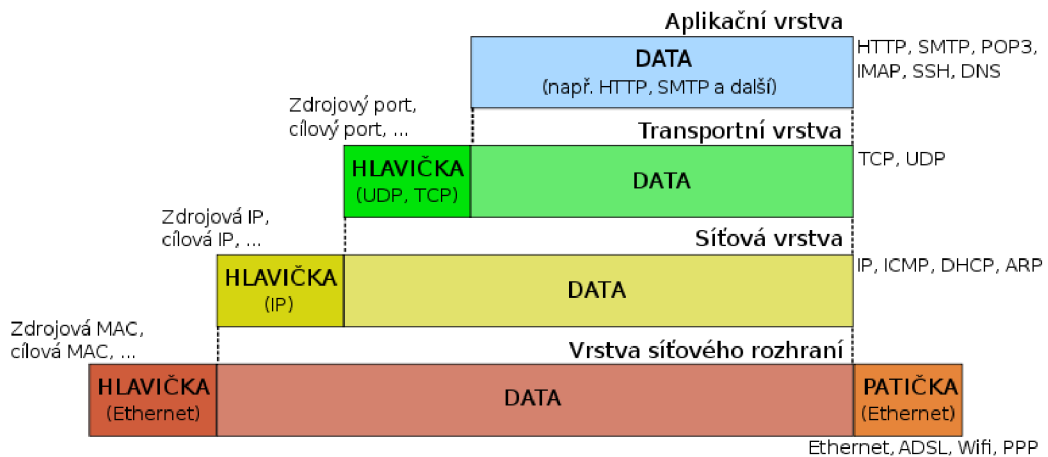 Aplikační vrstva
DATA
(např. HTTP, SMTP a další)
HTTP, SMTP, POP3,
IMAP, SSH, DNS
Zdrojový port,
cílový port, ...
Transportní vrstva
HLAVIČKA
(UDP, TCP)
DATA
TCP, UDP
Zdrojová IP,
cílová IP, ...
Síťová vrstva
HLAVIČKA
(IP)
DATA
IP, ICMP, DHCP, ARP
Zdrojová MAC,
cílová MAC, ...
Vrstva síťového rozhraní
HLAVIČKA
(Ethernet)
DATA
PATIČKA
(Ethernet)
Ethernet, ADSL, Wifi, PPP